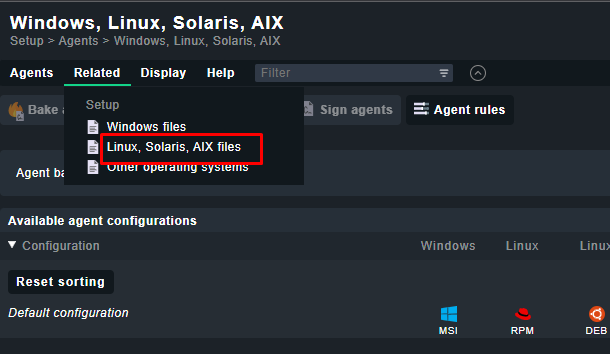 Windows, Linux, Solaris, AIX
Setup > Agents > Windows, Linux, Solaris, AIX
Agents Related Display Help Filter
Setup
Bake a Sign agents Agent rules
Windows files
Linux, Solaris, AIX files
Other operating systems
Agent ba
Available agent configurations
Configuration Windows Linux Linu
Reset sorting
Default configuration
MSI RPM DEB